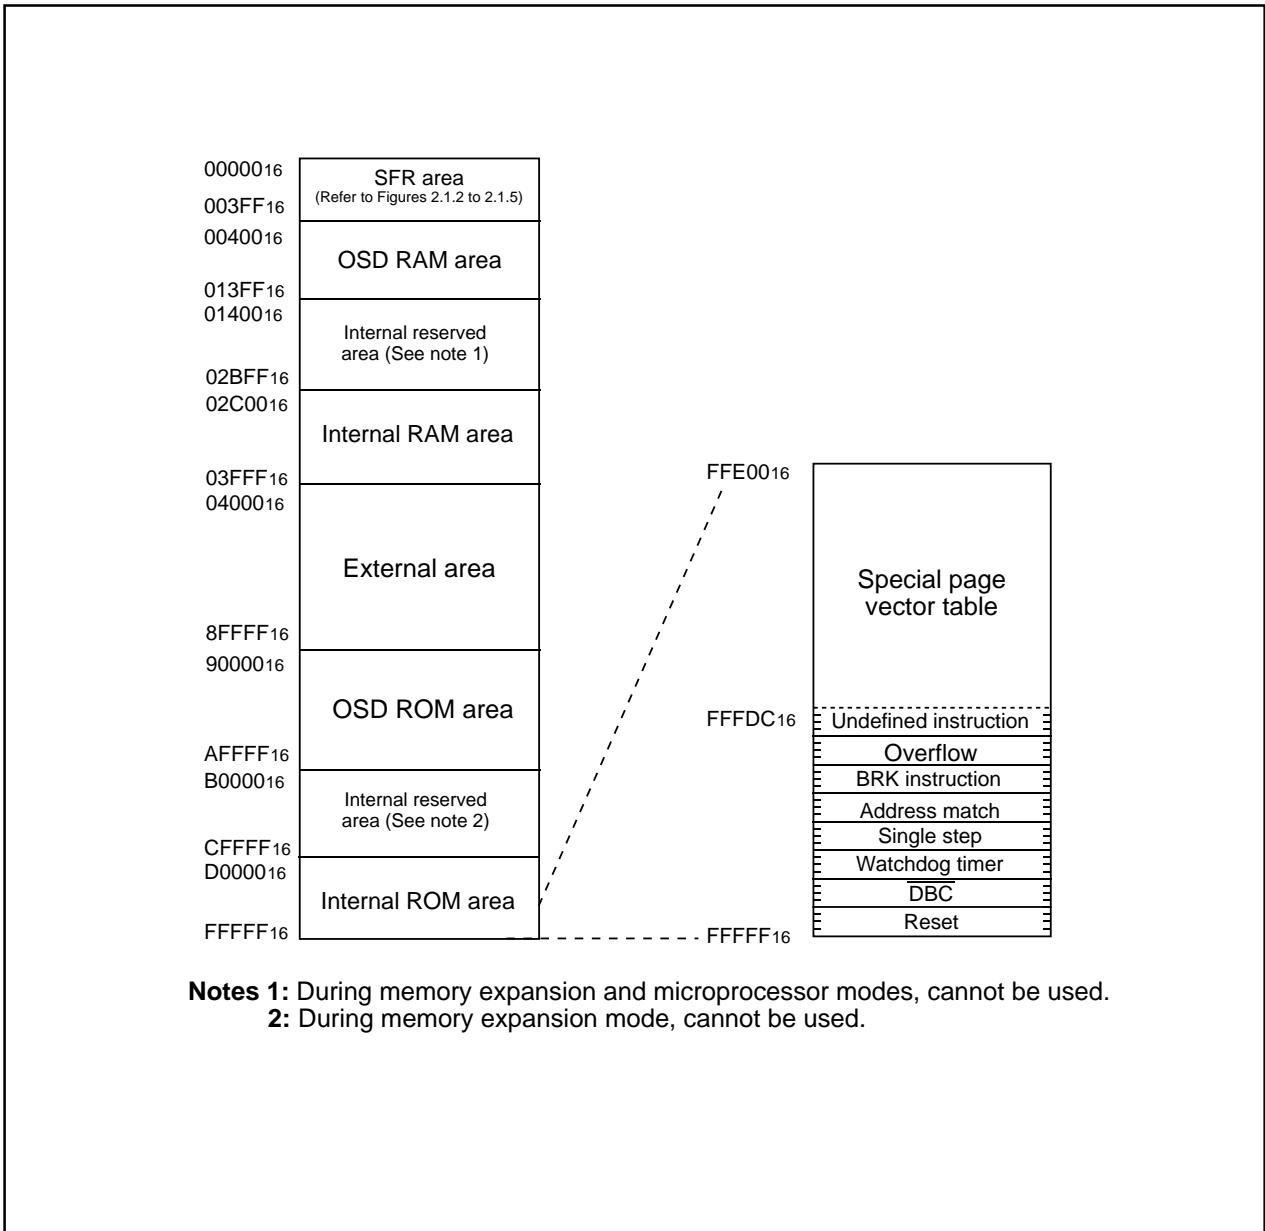 00000₁₆
SFR area
(Refer to Figures 2.1.2 to 2.1.5)
003FF₁₆
00400₁₆
OSD RAM area
013FF₁₆
01400₁₆
Internal reserved
area (See note 1)
02BFF₁₆
02C00₁₆
Internal RAM area
03FFF₁₆
04000₁₆
External area
8FFFF₁₆
90000₁₆
OSD ROM area
AFFFF₁₆
B0000₁₆
Internal reserved
area (See note 2)
CFFFF₁₆
D0000₁₆
Internal ROM area
FFFFF₁₆
FFE00₁₆
Special page
vector table
FFFDC₁₆
Undefined instruction
Overflow
BRK instruction
Address match
Single step
Watchdog timer
D̅B̅C̅
Reset
FFFFF₁₆
Notes 1: During memory expansion and microprocessor modes, cannot be used.
2: During memory expansion mode, cannot be used.